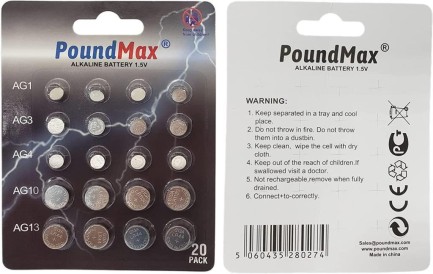 PoundMax®
ALKALINE BATTERY 1.5V
AG1
AG3
AG4
AG10
AG13
20
PACK
PoundMax®
ALKALINE BATTERY 1.5V
WARNING:
1. Keep separated in a tray and cool
place.
2. Do not throw in fire. Do not throw
them into a dustbin.
3. Keep clean, wipe the cell with dry
cloth.
4. Keep out of the reach of children.If
swallowed visit a doctor.
5. Not rechargeable,remove when fully
drained.
6. Connect+to-correctly.
Sales@poundmax.com
www.poundmax.com
Made in china
5 060435 280274 >